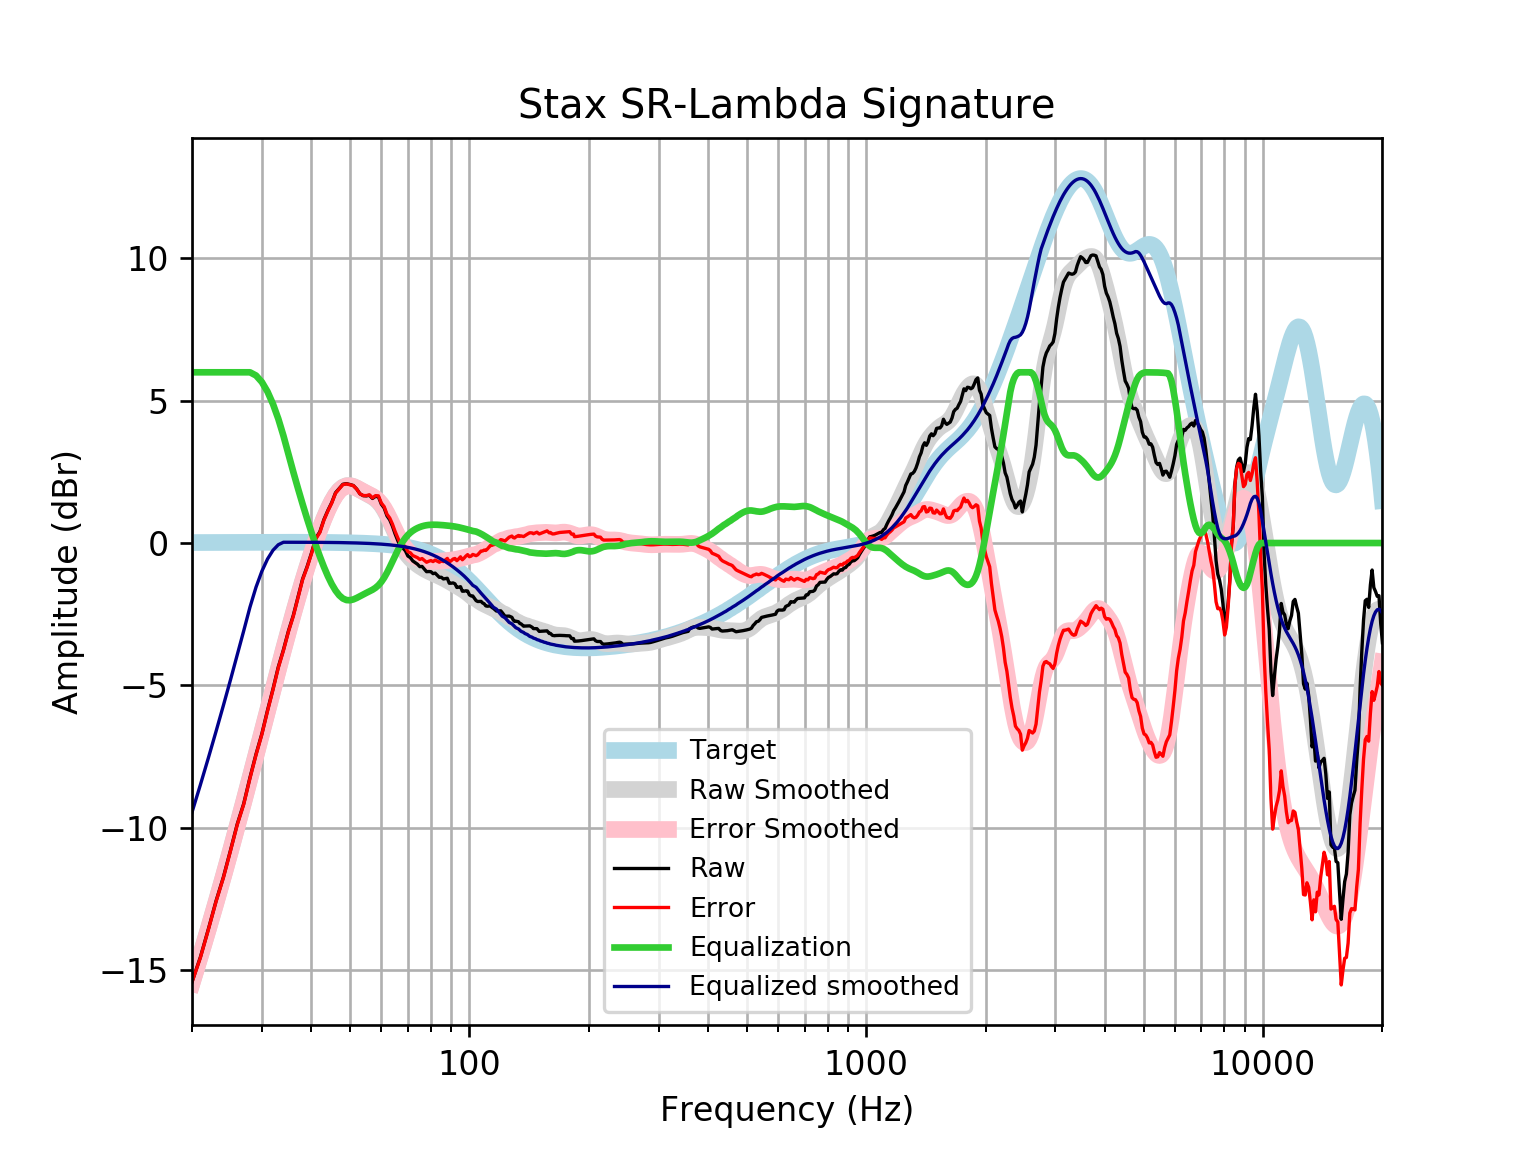 Stax SR-Lambda Signature
Amplitude (dBr)
10
5
0
−5
−10
−15
Target
Raw Smoothed
Error Smoothed
Raw
Error
Equalization
Equalized smoothed
100
1000
10000
Frequency (Hz)